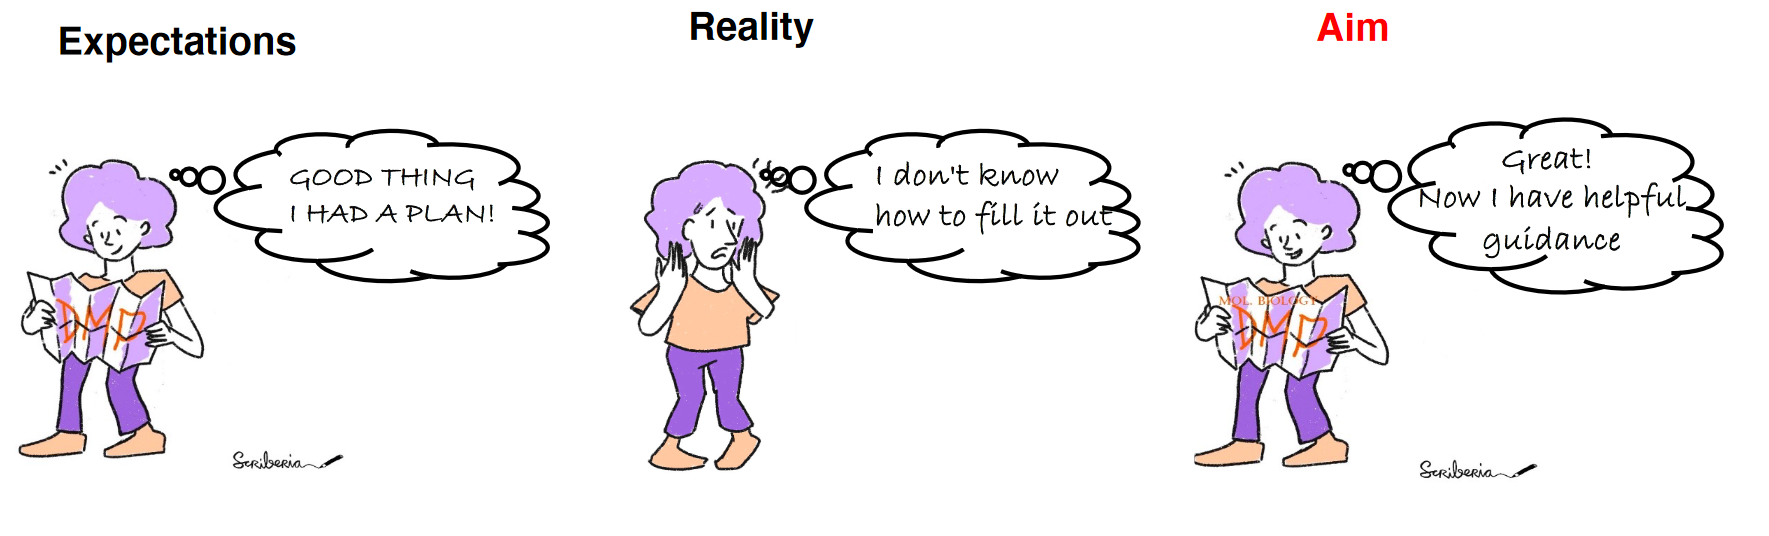 Expectations
GOOD THING
I HAD A PLAN!
DMP
Scriberia
Reality
I don't know
how to fill it out
Aim
Great!
Now I have helpful
guidance
MOL. BIOLOGY
DMP
Scriberia